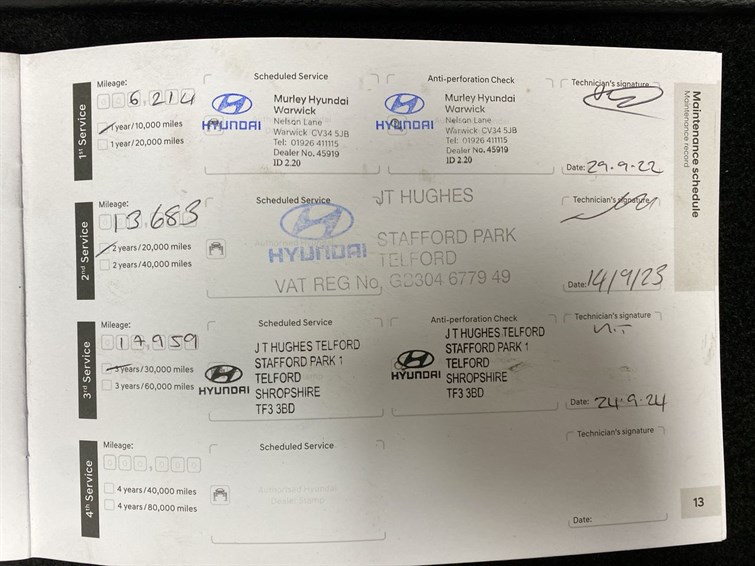 Maintenance schedule
Maintenance record
1st Service
Mileage:
6,214
1 year/10,000 miles
1 year/20,000 miles
Scheduled Service
HYUNDAI
Murley Hyundai
Warwick
Nelson Lane
Warwick CV34 5JB
Tel: 01926 411115
Dealer No. 45919
ID 2.20
Anti-perforation Check
HYUNDAI
Murley Hyundai
Warwick
Nelson Lane
Warwick CV34 5JB
Tel: 01926 411115
Dealer No. 45919
ID 2.20
Technician's signature
Date: 29.9.22
2nd Service
Mileage:
13,683
2 years/20,000 miles
2 years/40,000 miles
Scheduled Service
HYUNDAI
JT HUGHES
STAFFORD PARK
TELFORD
VAT REG No, GB304 6779 49
Technician's signature
Date: 14/9/23
3rd Service
Mileage:
17,959
3 years/30,000 miles
3 years/60,000 miles
Scheduled Service
HYUNDAI
J T HUGHES TELFORD
STAFFORD PARK 1
TELFORD
SHROPSHIRE
TF3 3BD
Anti-perforation Check
HYUNDAI
J T HUGHES TELFORD
STAFFORD PARK 1
TELFORD
SHROPSHIRE
TF3 3BD
Technician's signature
Date: 24.9.24
4th Service
Mileage:
4 years/40,000 miles
4 years/80,000 miles
Scheduled Service
Authorised Hyundai
Dealer Stamp
Technician's signature
Date:
13